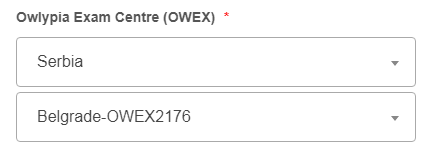 Owlypia Exam Centre (OWEX) *
Serbia
Belgrade-OWEX2176